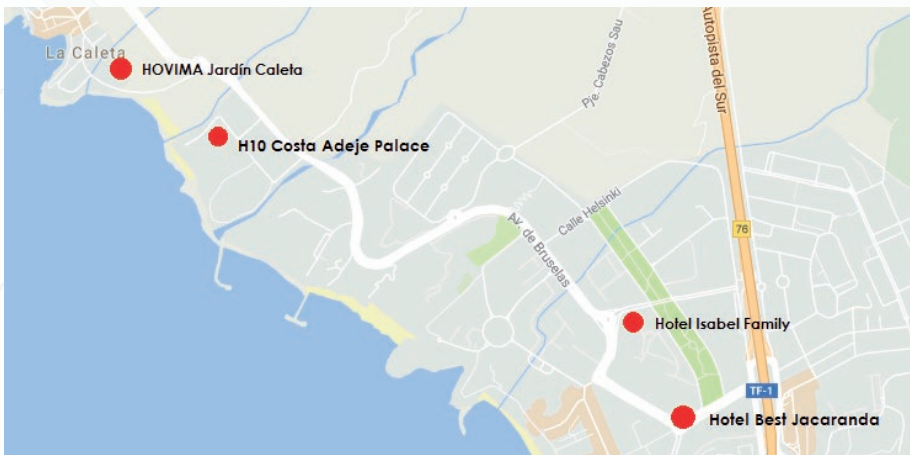 La Caleta
HOVIMA Jardín Caleta
H10 Costa Adeje Palace
Pje. Cabezos Sau
Autopista del Sur
Calle Helsinki
Av. de Bruselas
76
Hotel Isabel Family
TF-1
Hotel Best Jacaranda